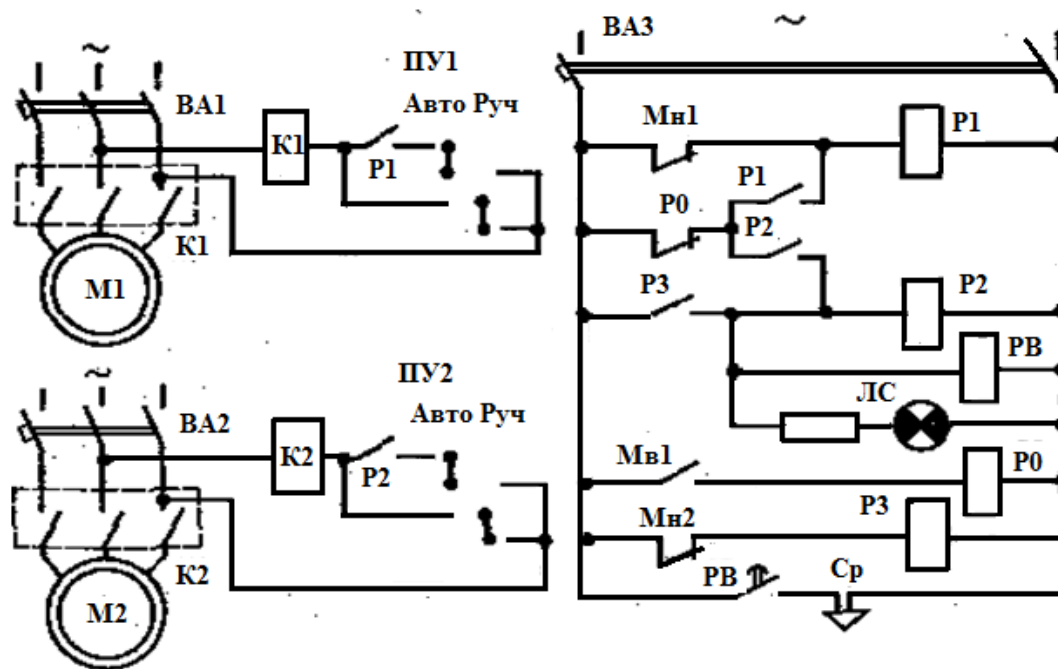 ВА1
К1
ПУ1
Авто Руч
Р1
К1
М1
ВА2
К2
ПУ2
Авто Руч
Р2
К2
М2
ВА3
Мн1
Р1
Р1
Р0
Р2
Р3
Р2
РВ
ЛС
Мв1
Р0
Мн2
Р3
РВ
Ср